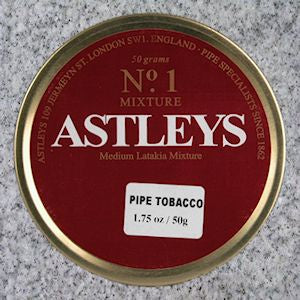 ASTLEYS 109 JERMEYN ST. LONDON SW1. ENGLAND - PIPE SPECIALISTS SINCE 1862
50 grams
No. 1
MIXTURE
ASTLEYS
Medium Latakia Mixture
PIPE TOBACCO
1.75 oz / 50g